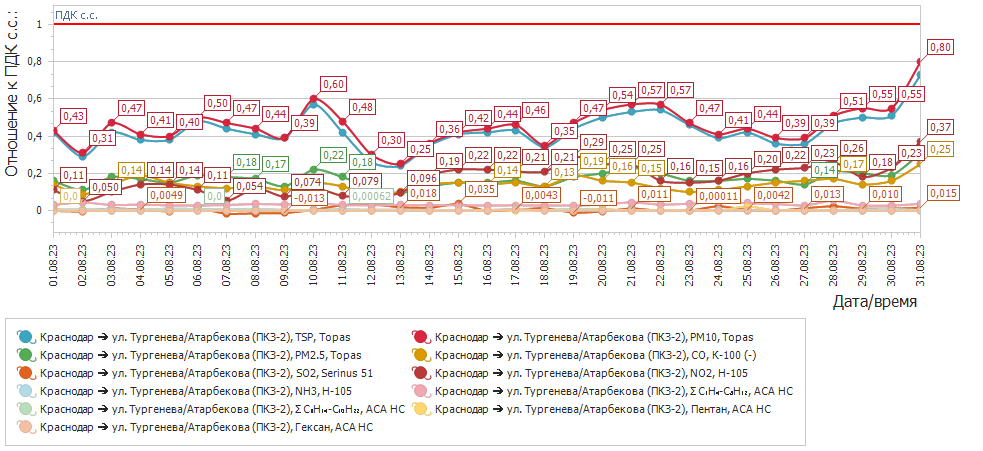 ПДК с.с.
Отношение к ПДК с.с.:
1
0,8
0,6
0,4
0,2
0
0,43 0,31 0,47 0,41 0,40 0,50 0,47 0,44 0,39 0,60 0,48 0,30 0,25 0,36 0,42 0,44 0,46 0,35 0,47 0,54 0,57 0,57 0,47 0,41 0,44 0,39 0,39 0,51 0,55 0,55 0,80
0,11 0,050 0,14 0,14 0,14 0,11 0,18 0,17 0,22 0,18 0,096 0,19 0,22 0,22 0,21 0,21 0,29 0,25 0,25 0,16 0,15 0,16 0,20 0,22 0,23 0,26 0,18 0,23 0,37
0,054 0,074 0,079 0,14 0,13 0,19 0,16 0,15 0,14 0,17 0,25
0,0049 -0,013 0,00062 0,018 0,035 0,0043 -0,011 0,011 0,00011 0,0042 0,013 0,010 0,015
01.08.23 02.08.23 03.08.23 04.08.23 05.08.23 06.08.23 07.08.23 08.08.23 09.08.23 10.08.23 11.08.23 12.08.23 13.08.23 14.08.23 15.08.23 16.08.23 17.08.23 18.08.23 19.08.23 20.08.23 21.08.23 22.08.23 23.08.23 24.08.23 25.08.23 26.08.23 27.08.23 28.08.23 29.08.23 30.08.23 31.08.23
Дата/время
Краснодар ➔ ул. Тургенева/Атарбекова (ПКЗ-2), TSP, Topas
Краснодар ➔ ул. Тургенева/Атарбекова (ПКЗ-2), PM10, Topas
Краснодар ➔ ул. Тургенева/Атарбекова (ПКЗ-2), PM2.5, Topas
Краснодар ➔ ул. Тургенева/Атарбекова (ПКЗ-2), CO, К-100 (-)
Краснодар ➔ ул. Тургенева/Атарбекова (ПКЗ-2), SO2, Serinus 51
Краснодар ➔ ул. Тургенева/Атарбекова (ПКЗ-2), NO2, Н-105
Краснодар ➔ ул. Тургенева/Атарбекова (ПКЗ-2), NH3, Н-105
Краснодар ➔ ул. Тургенева/Атарбекова (ПКЗ-2), Σ C₁H₄-C₅H₁₂, АСА НС
Краснодар ➔ ул. Тургенева/Атарбекова (ПКЗ-2), Σ C₆H₁₄-C₁₀H₂₂, АСА НС
Краснодар ➔ ул. Тургенева/Атарбекова (ПКЗ-2), Пентан, АСА НС
Краснодар ➔ ул. Тургенева/Атарбекова (ПКЗ-2), Гексан, АСА НС